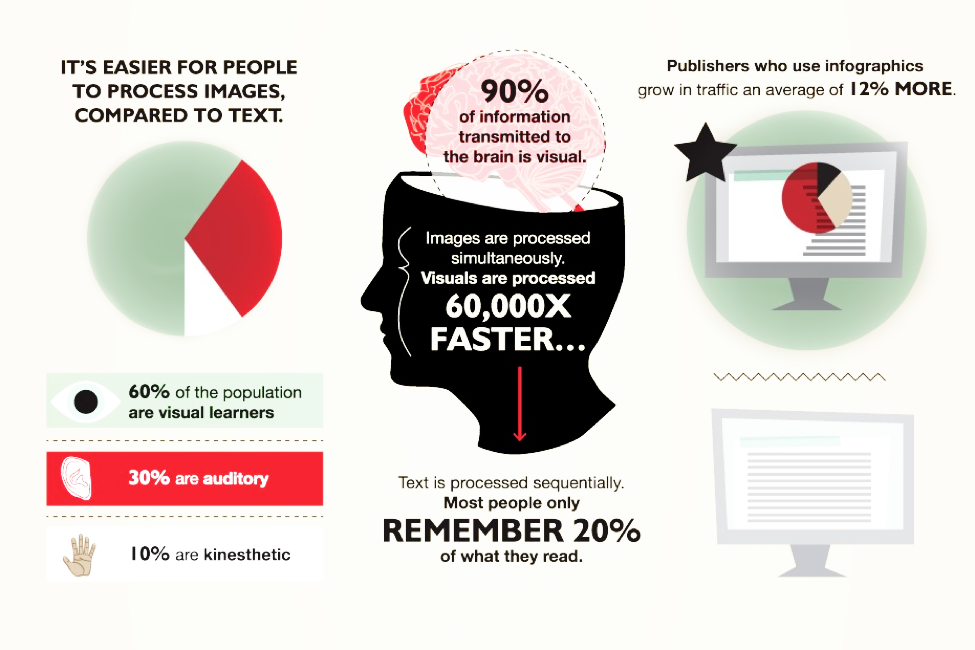 IT'S EASIER FOR PEOPLE
TO PROCESS IMAGES,
COMPARED TO TEXT.
60% of the population
are visual learners
30% are auditory
10% are kinesthetic
90%
of information
transmitted to
the brain is visual.
Images are processed
simultaneously.
Visuals are processed
60,000X
FASTER...
Text is processed sequentially.
Most people only
REMEMBER 20%
of what they read.
Publishers who use infographics
grow in traffic an average of 12% MORE.